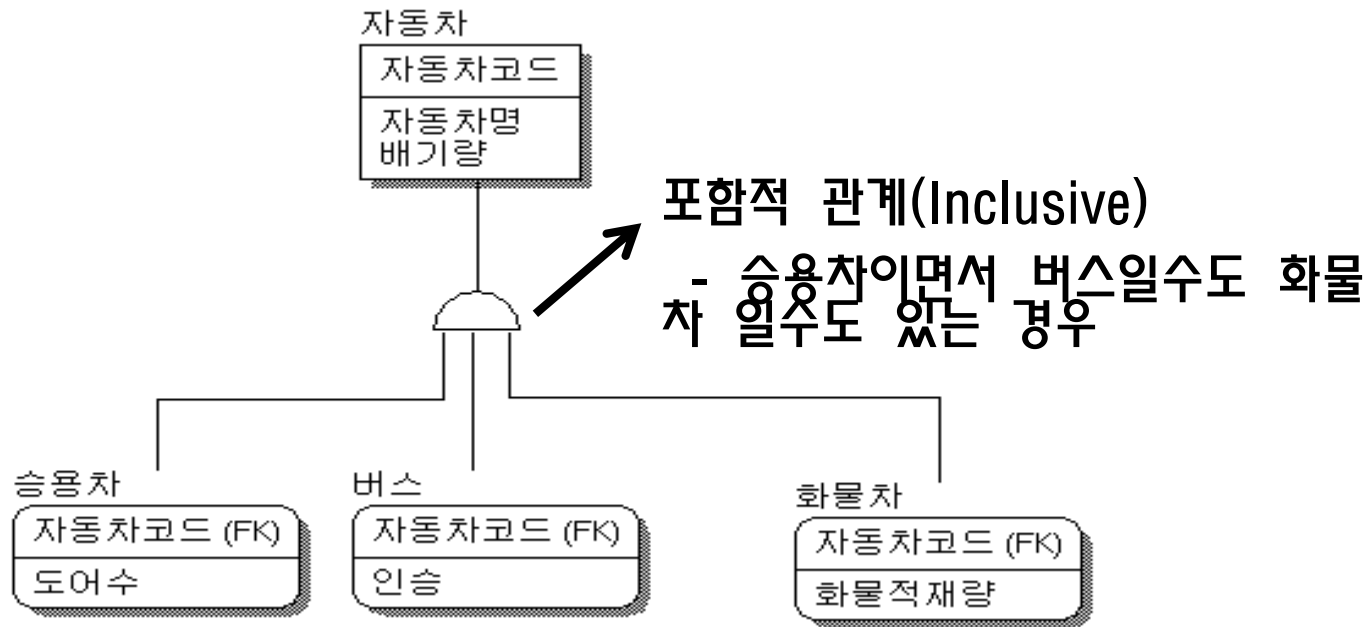 자동차
자동차코드
자동차명
배기량
포함적 관계(Inclusive)
- 승용차이면서 버스일수도 화물
차 일수도 있는 경우
승용차
자동차코드 (FK)
도어수
버스
자동차코드 (FK)
인승
화물차
자동차코드 (FK)
화물적재량